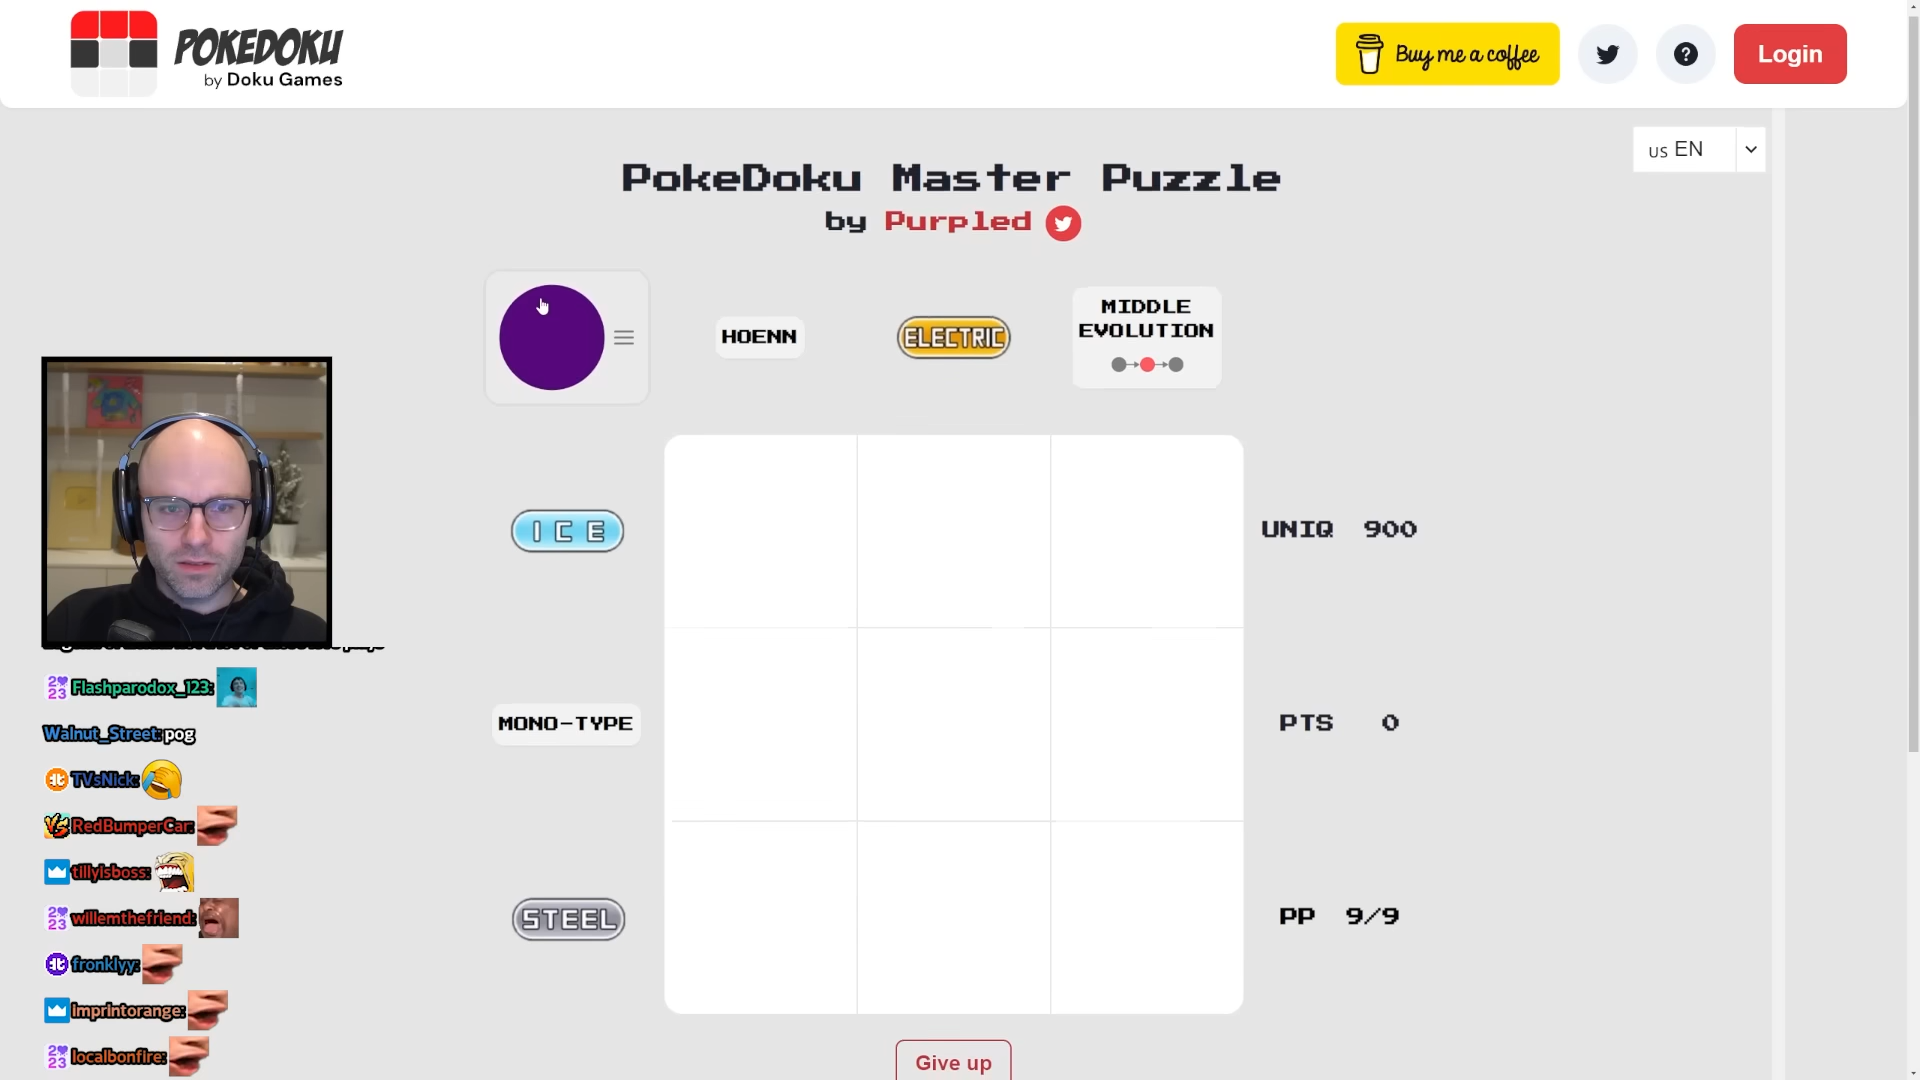 POKEDOKU
by Doku Games
Buy me a coffee
Login
us EN
PokeDoku Master Puzzle
by Purpled
HOENN
ELECTRIC
MIDDLE
EVOLUTION
ICE
UNIQ 900
MONO-TYPE
PTS 0
STEEL
PP 9/9
Give up
Flashparodox_123:
Walnut_Street: pog
TVsNick:
RedBumperCar:
tillyisboss:
willemthefriend:
fronklyy:
imprintorange:
localbonfire: